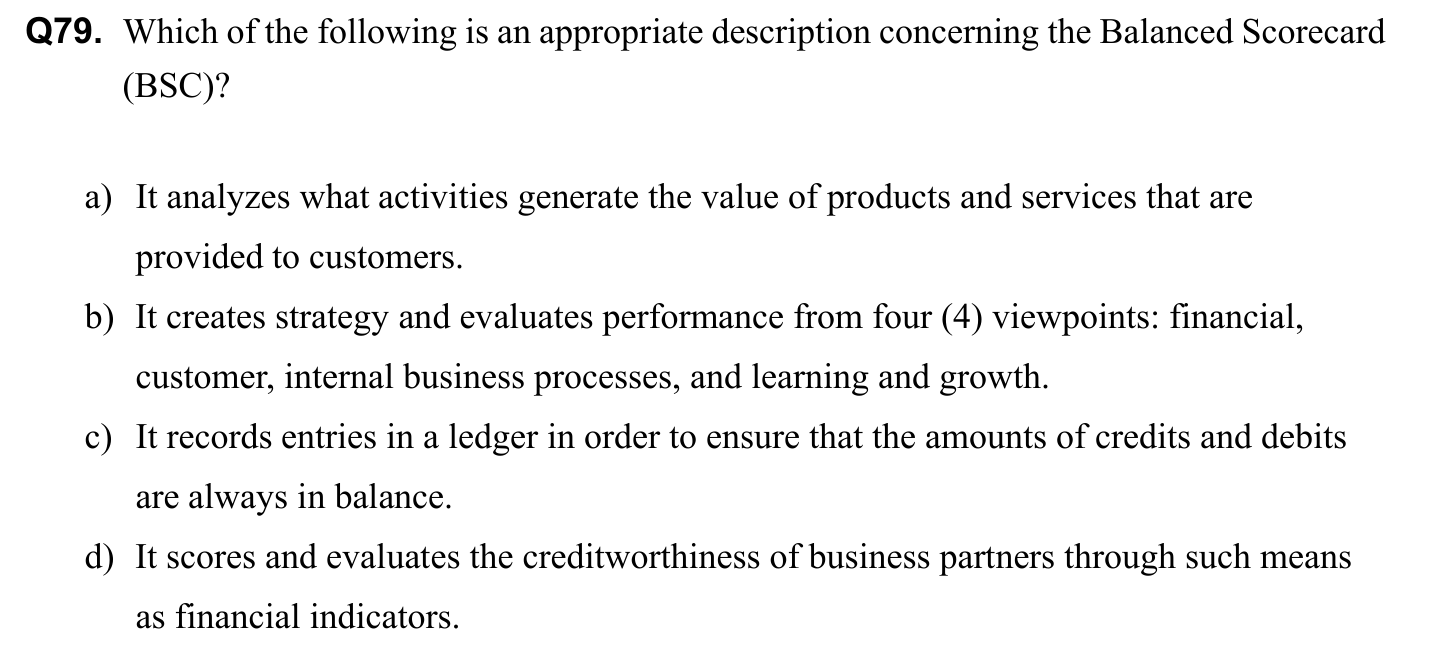 Q79. Which of the following is an appropriate description concerning the Balanced Scorecard
(BSC)?
a) It analyzes what activities generate the value of products and services that are
provided to customers.
b) It creates strategy and evaluates performance from four (4) viewpoints: financial,
customer, internal business processes, and learning and growth.
c) It records entries in a ledger in order to ensure that the amounts of credits and debits
are always in balance.
d) It scores and evaluates the creditworthiness of business partners through such means
as financial indicators.